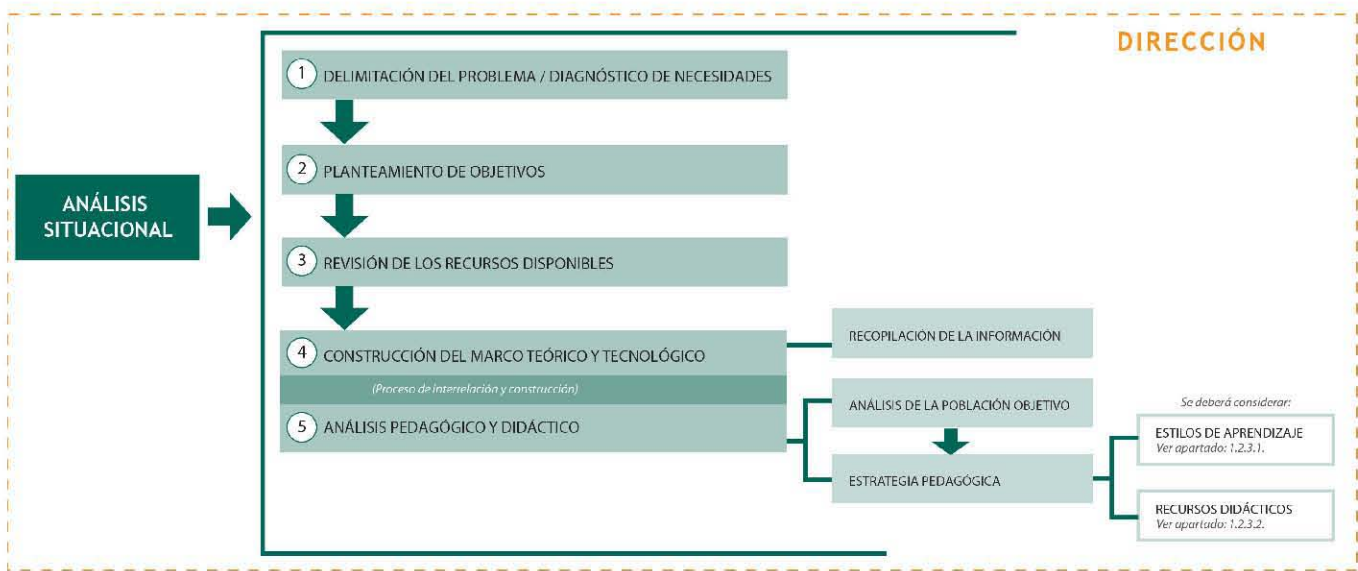 DIRECCIÓN
ANÁLISIS
SITUACIONAL
1 DELIMITACIÓN DEL PROBLEMA / DIAGNÓSTICO DE NECESIDADES
2 PLANTEAMIENTO DE OBJETIVOS
3 REVISIÓN DE LOS RECURSOS DISPONIBLES
4 CONSTRUCCIÓN DEL MARCO TEÓRICO Y TECNOLÓGICO
(Proceso de interrelación y construcción)
5 ANÁLISIS PEDAGÓGICO Y DIDÁCTICO
RECOPILACIÓN DE LA INFORMACIÓN
ANÁLISIS DE LA POBLACIÓN OBJETIVO
ESTRATEGIA PEDAGÓGICA
Se deberá considerar:
ESTILOS DE APRENDIZAJE
Ver apartado: 1.2.3.1.
RECURSOS DIDÁCTICOS
Ver apartado: 1.2.3.2.